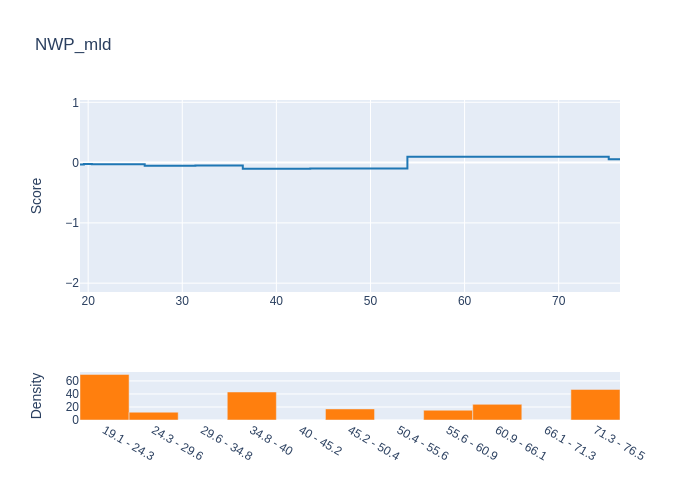 NWP_mld
1
0
−1
−2
Score
20 30 40 50 60 70
60
40
20
0
Density
19.1 - 24.3
24.3 - 29.6
29.6 - 34.8
34.8 - 40
40 - 45.2
45.2 - 50.4
50.4 - 55.6
55.6 - 60.9
60.9 - 66.1
66.1 - 71.3
71.3 - 76.5